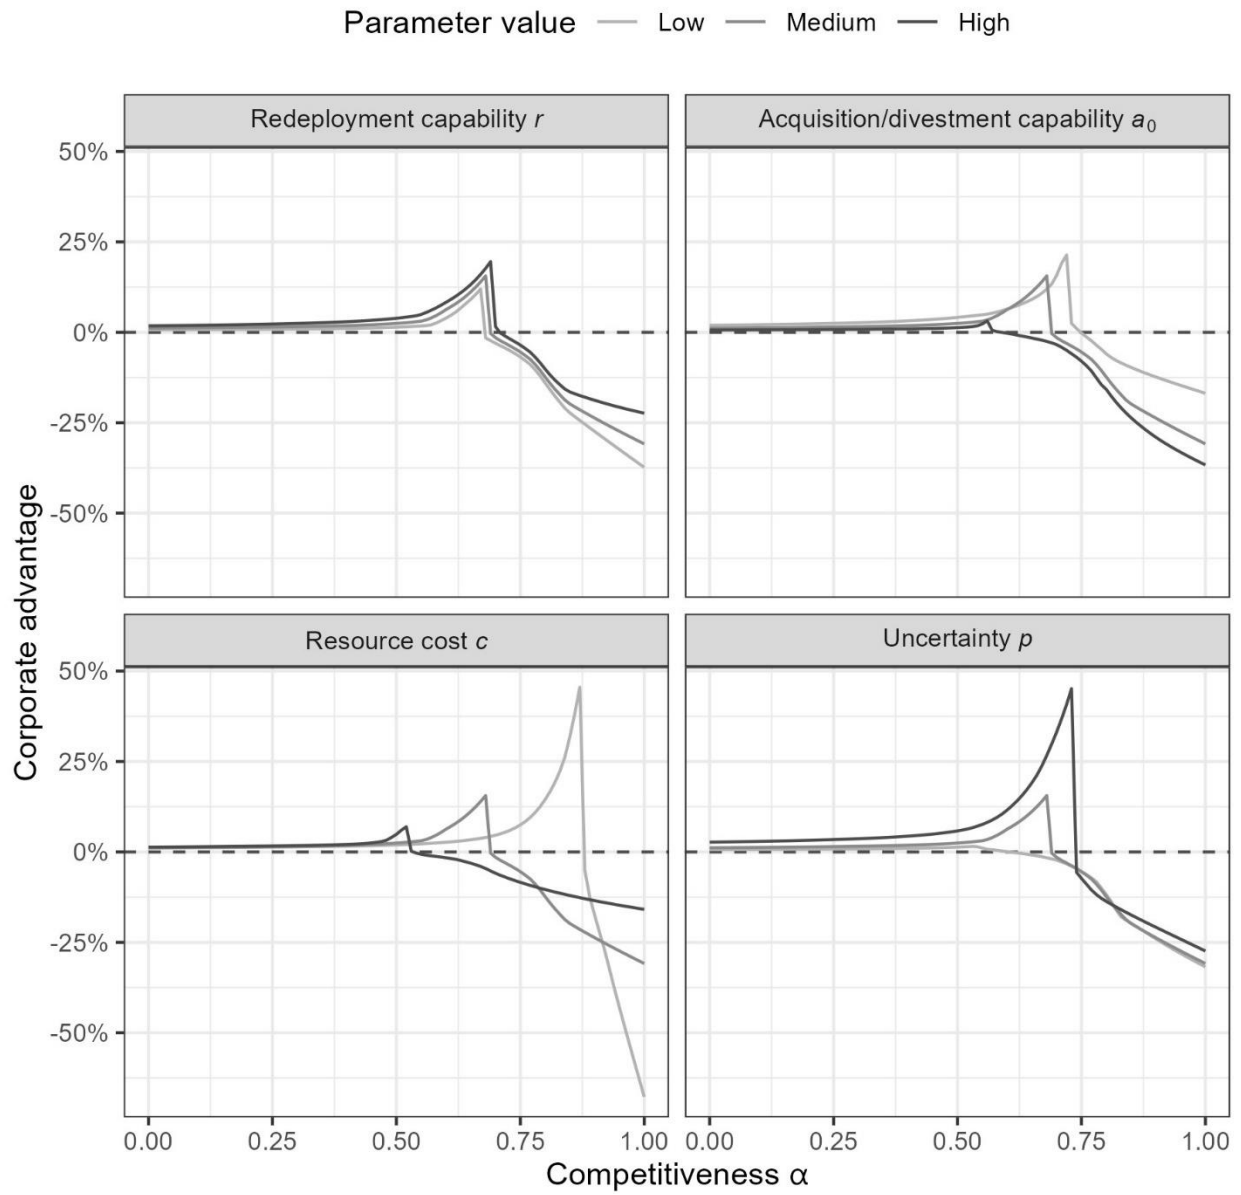 Parameter value Low Medium High
Redeployment capability r
Acquisition/divestment capability a₀
50%
25%
0%
-25%
-50%
Corporate advantage
Resource cost c
Uncertainty p
50%
25%
0%
-25%
-50%
0.00 0.25 0.50 0.75 1.00
0.00 0.25 0.50 0.75 1.00
Competitiveness α